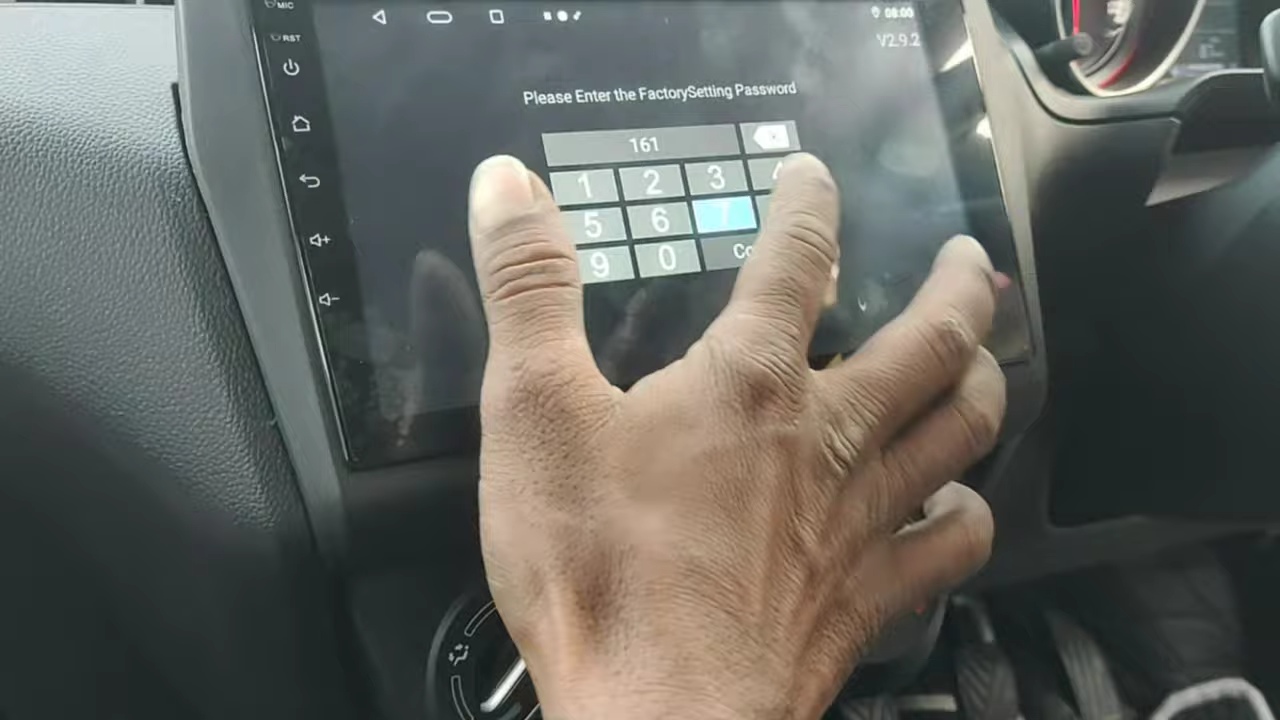 MIC
08:00
RST
V2.9.2
Please Enter the FactorySetting Password
161
1 2 3
5 6 7
9 0